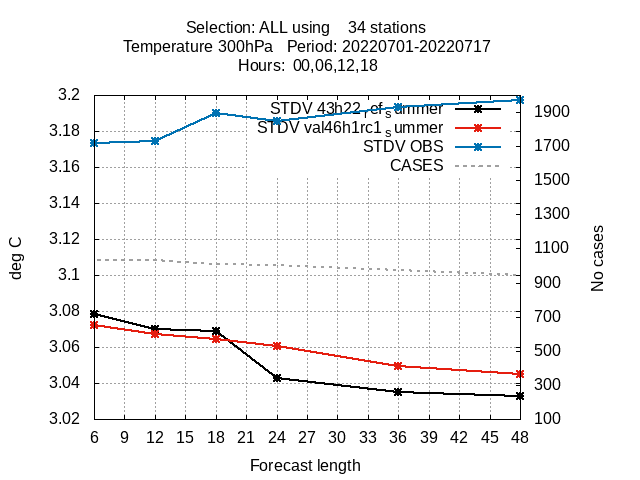 Selection: ALL using    34 stations
Temperature 300hPa   Period: 20220701-20220717
Hours:  00,06,12,18
STDV 43h22_ref_summer
STDV val46h1rc1_summer
STDV OBS
CASES
3.2
3.18
3.16
3.14
3.12
3.1
3.08
3.06
3.04
3.02
deg C
1900
1700
1500
1300
1100
900
700
500
300
100
No cases
6 9 12 15 18 21 24 27 30 33 36 39 42 45 48
Forecast length